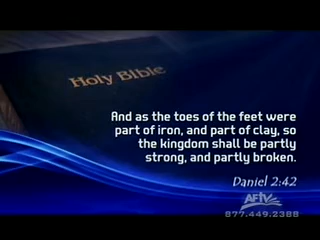 Holy Bible
And as the toes of the feet were
part of iron, and part of clay, so
the kingdom shall be partly
strong, and partly broken.
Daniel 2:42
AFTV
877.449.2388